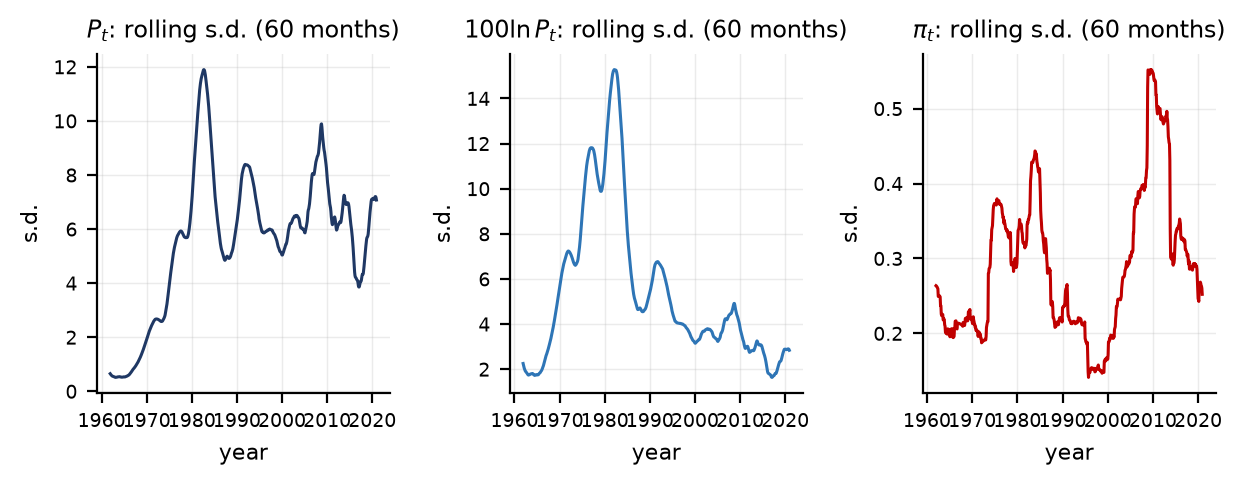 P_t: rolling s.d. (60 months)
12
10
8
6
4
2
0
s.d.
1960 1970 1980 1990 2000 2010 2020
year
100ln P_t: rolling s.d. (60 months)
14
12
10
8
6
4
2
s.d.
1960 1970 1980 1990 2000 2010 2020
year
π_t: rolling s.d. (60 months)
0.5
0.4
0.3
0.2
s.d.
1960 1970 1980 1990 2000 2010 2020
year